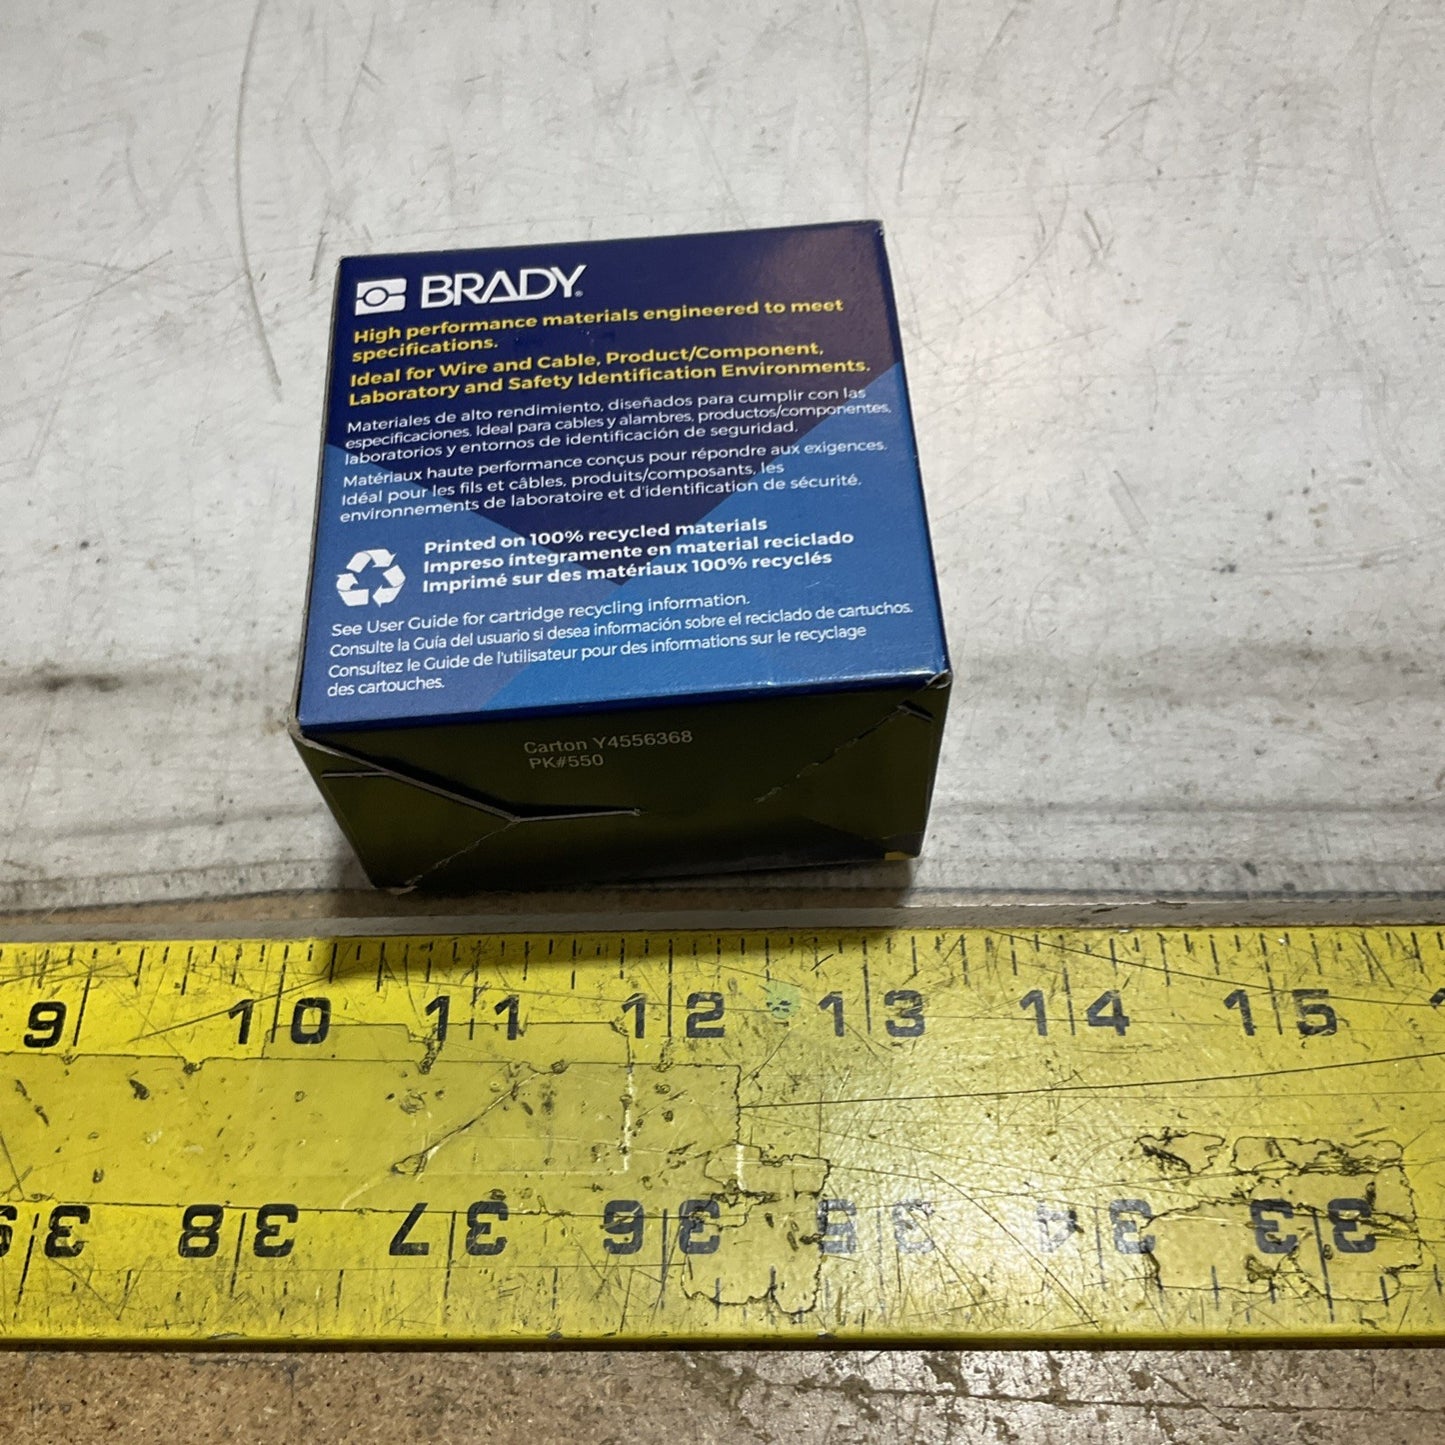 BRADY®
High performance materials engineered to meet
specifications.
Ideal for Wire and Cable, Product/Component,
Laboratory and Safety Identification Environments.
Materiales de alto rendimiento, diseñados para cumplir con las
especificaciones. Ideal para cables y alambres, productos/componentes,
laboratorios y entornos de identificación de seguridad.
Matériaux haute performance conçus pour répondre aux exigences.
Idéal pour les fils et câbles, produits/composants, les
environnements de laboratoire et d'identification de sécurité.
Printed on 100% recycled materials
Impreso íntegramente en material reciclado
Imprimé sur des matériaux 100% recyclés
See User Guide for cartridge recycling information.
Consulte la Guía del usuario si desea información sobre el reciclado de cartuchos.
Consultez le Guide de l'utilisateur pour des informations sur le recyclage
des cartouches.
Carton Y4556368
PK#550
9 10 11 12 13 14 15
39 38 37 36 35 34 33